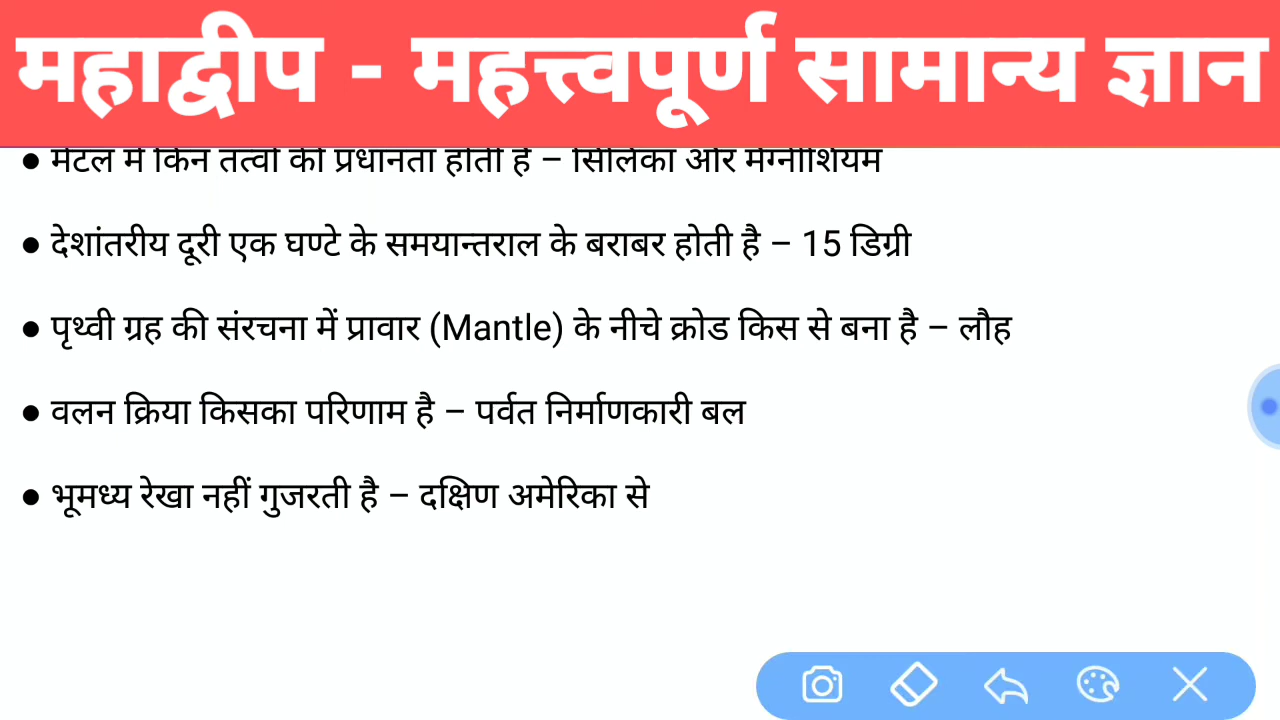 महाद्वीप - महत्त्वपूर्ण सामान्य ज्ञान
● मेंटल में किन तत्वों की प्रधानता होती है – सिलिका और मैग्नीशियम
● देशांतरीय दूरी एक घण्टे के समयान्तराल के बराबर होती है – 15 डिग्री
● पृथ्वी ग्रह की संरचना में प्रावार (Mantle) के नीचे क्रोड किस से बना है – लौह
● वलन क्रिया किसका परिणाम है – पर्वत निर्माणकारी बल
● भूमध्य रेखा नहीं गुजरती है – दक्षिण अमेरिका से